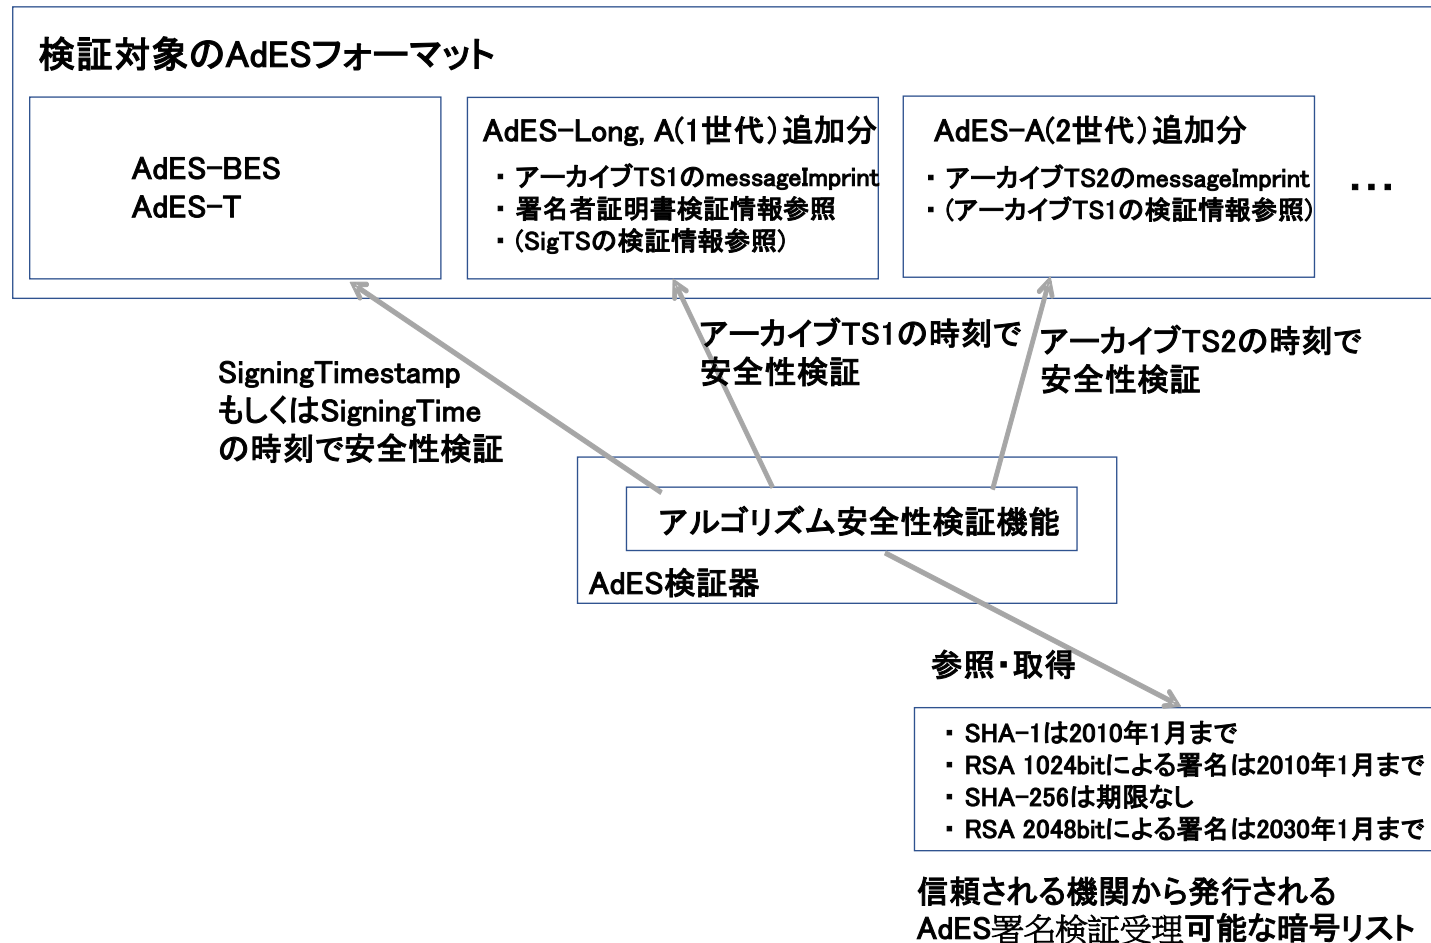 検証対象のAdESフォーマット
AdES-BES
AdES-T
AdES-Long, A(1世代)追加分
・アーカイブTS1のmessageImprint
・署名者証明書検証情報参照
・(SigTSの検証情報参照)
AdES-A(2世代)追加分
・アーカイブTS2のmessageImprint
・(アーカイブTS1の検証情報参照)
…
SigningTimestamp
もしくはSigningTime
の時刻で安全性検証
アーカイブTS1の時刻で
安全性検証
アーカイブTS2の時刻で
安全性検証
アルゴリズム安全性検証機能
AdES検証器
参照・取得
・SHA-1は2010年1月まで
・RSA 1024bitによる署名は2010年1月まで
・SHA-256は期限なし
・RSA 2048bitによる署名は2030年1月まで
信頼される機関から発行される
AdES署名検証受理可能な暗号リスト